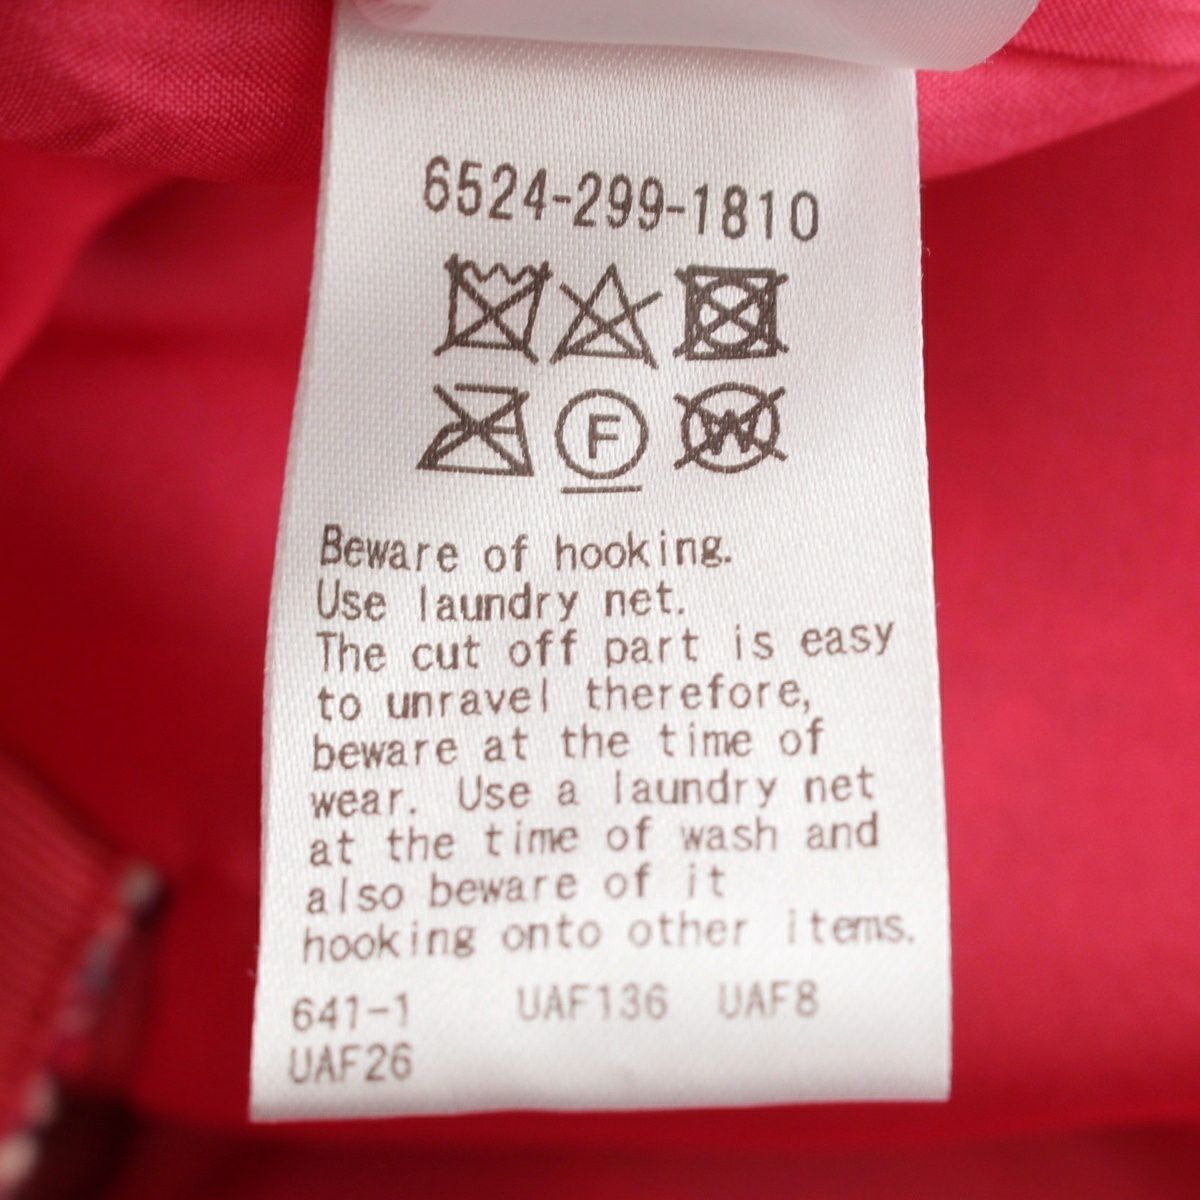 6524-299-1810
F W
Beware of hooking.
Use laundry net.
The cut off part is easy
to unravel therefore,
beware at the time of
wear. Use a laundry net
at the time of wash and
also beware of it
hooking onto other items.
641-1 UAF136 UAF8
UAF26